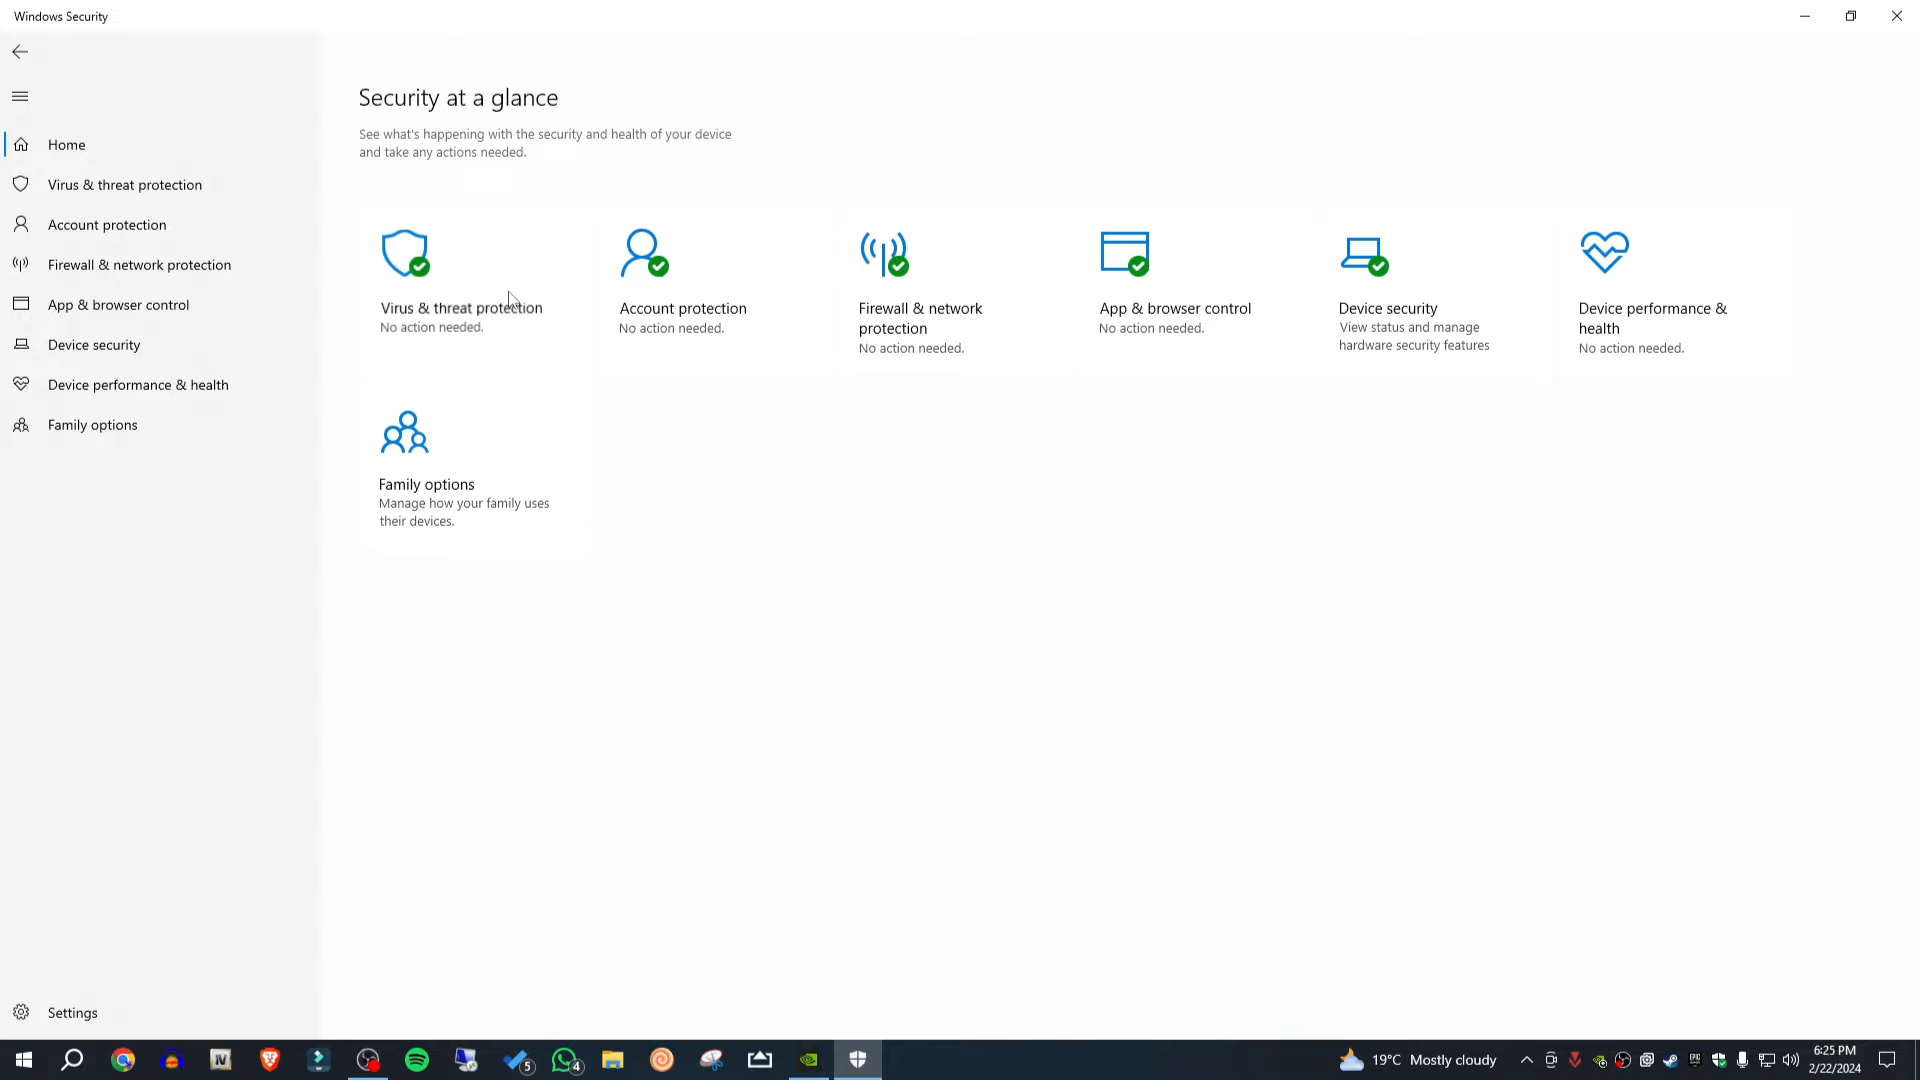 Windows Security
Home
Virus & threat protection
Account protection
Firewall & network protection
App & browser control
Device security
Device performance & health
Family options
Settings
Security at a glance
See what's happening with the security and health of your device
and take any actions needed.
Virus & threat protection
No action needed.
Account protection
No action needed.
Firewall & network
protection
No action needed.
App & browser control
No action needed.
Device security
View status and manage
hardware security features
Device performance &
health
No action needed.
Family options
Manage how your family uses
their devices.
IV
5
4
19°C Mostly cloudy
EPIC
6:25 PM
2/22/2024